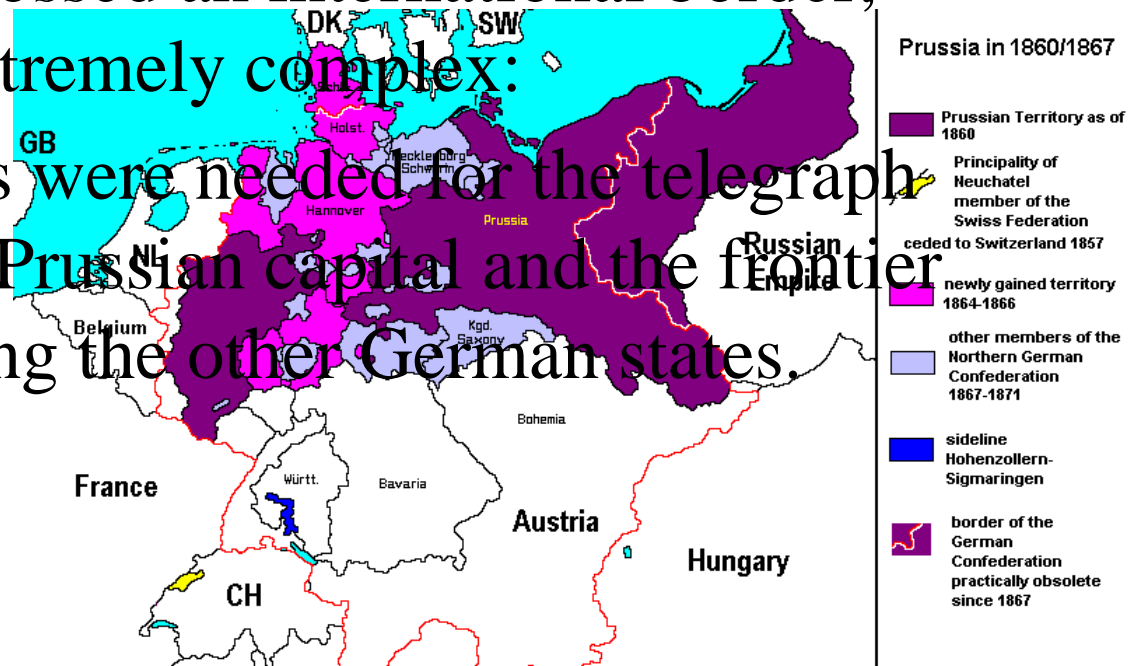 essed an international border,
tremely complex:
s were needed for the telegraph,
Prussian capital and the frontier
ng the other German states.
DK
SW
GB
Holst.
Mecklenburg
Schwerin
Hannover
Prussia
NL
Russian
Empire
Belgium
Kgd.
Saxony
Bohemia
France
Württ.
Bavaria
Austria
Hungary
CH
Prussia in 1860/1867
Prussian Territory as of
1860
Principality of
Neuchatel
member of the
Swiss Federation
ceded to Switzerland 1857
newly gained territory
1864-1866
other members of the
Northern German
Confederation
1867-1871
sideline
Hohenzollern-
Sigmaringen
border of the
German
Confederation
practically obsolete
since 1867